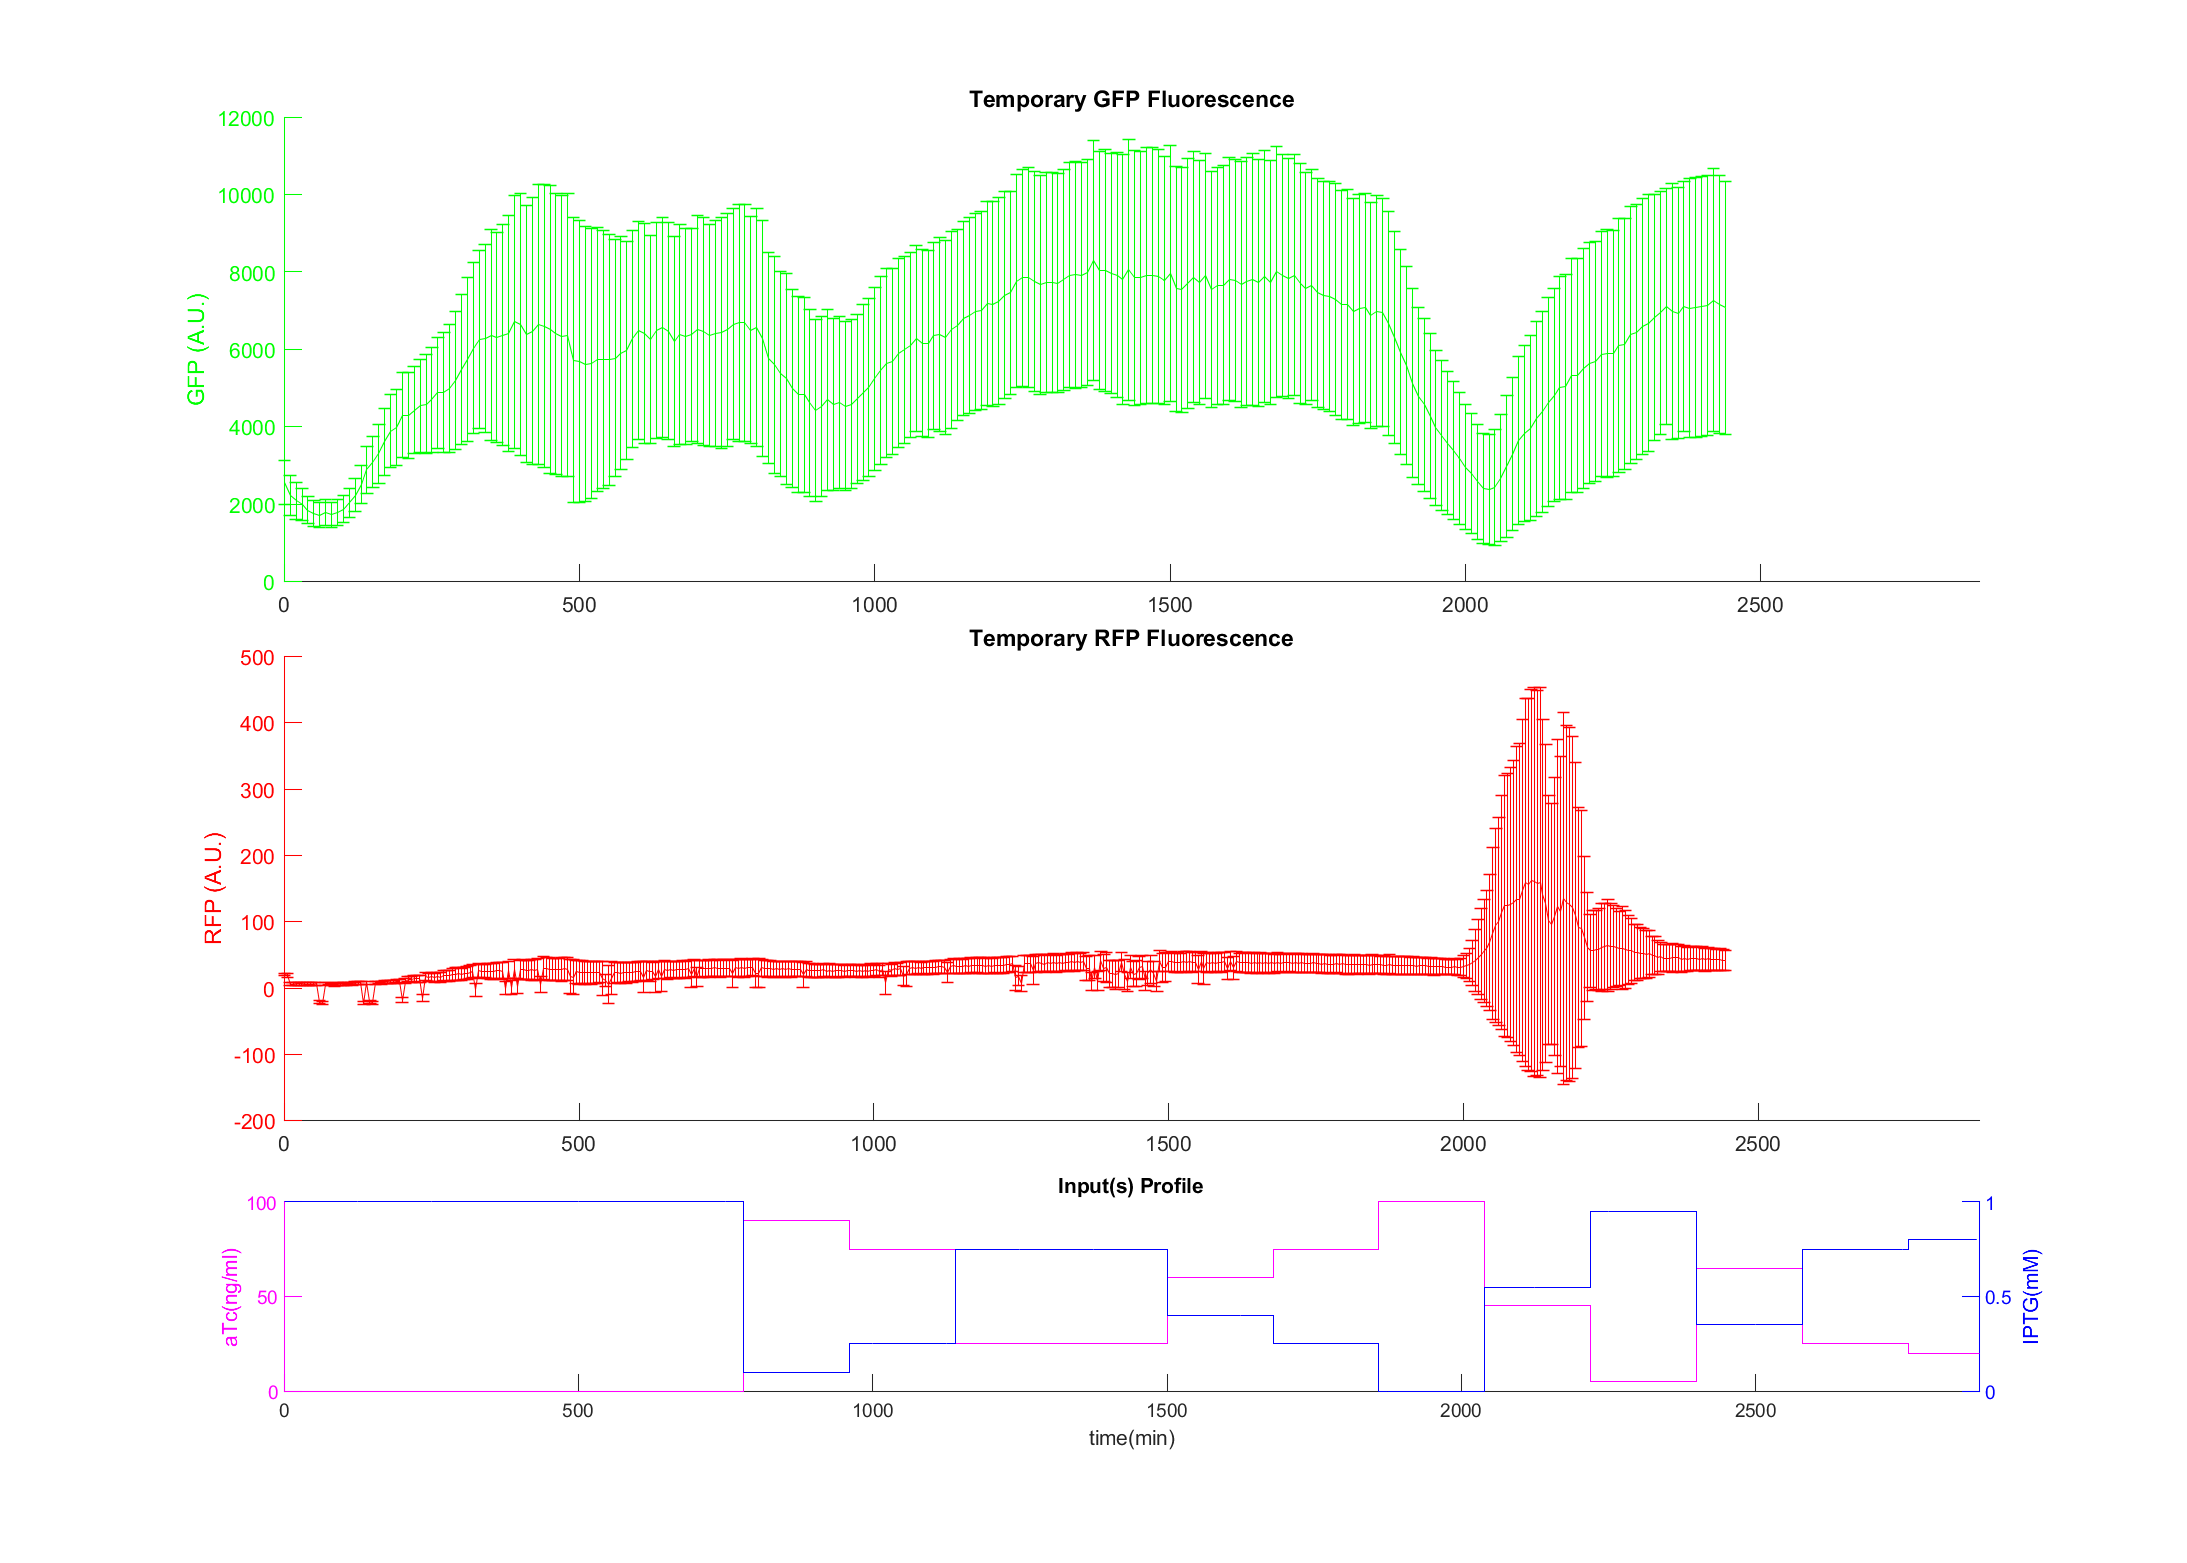 Temporary GFP Fluorescence
12000
10000
8000
6000
4000
2000
0
GFP (A.U.)
0 500 1000 1500 2000 2500
Temporary RFP Fluorescence
500
400
300
200
100
0
-100
-200
RFP (A.U.)
0 500 1000 1500 2000 2500
Input(s) Profile
100
50
0
aTc(ng/ml)
1
0.5
0
IPTG(mM)
0 500 1000 1500 2000 2500
time(min)